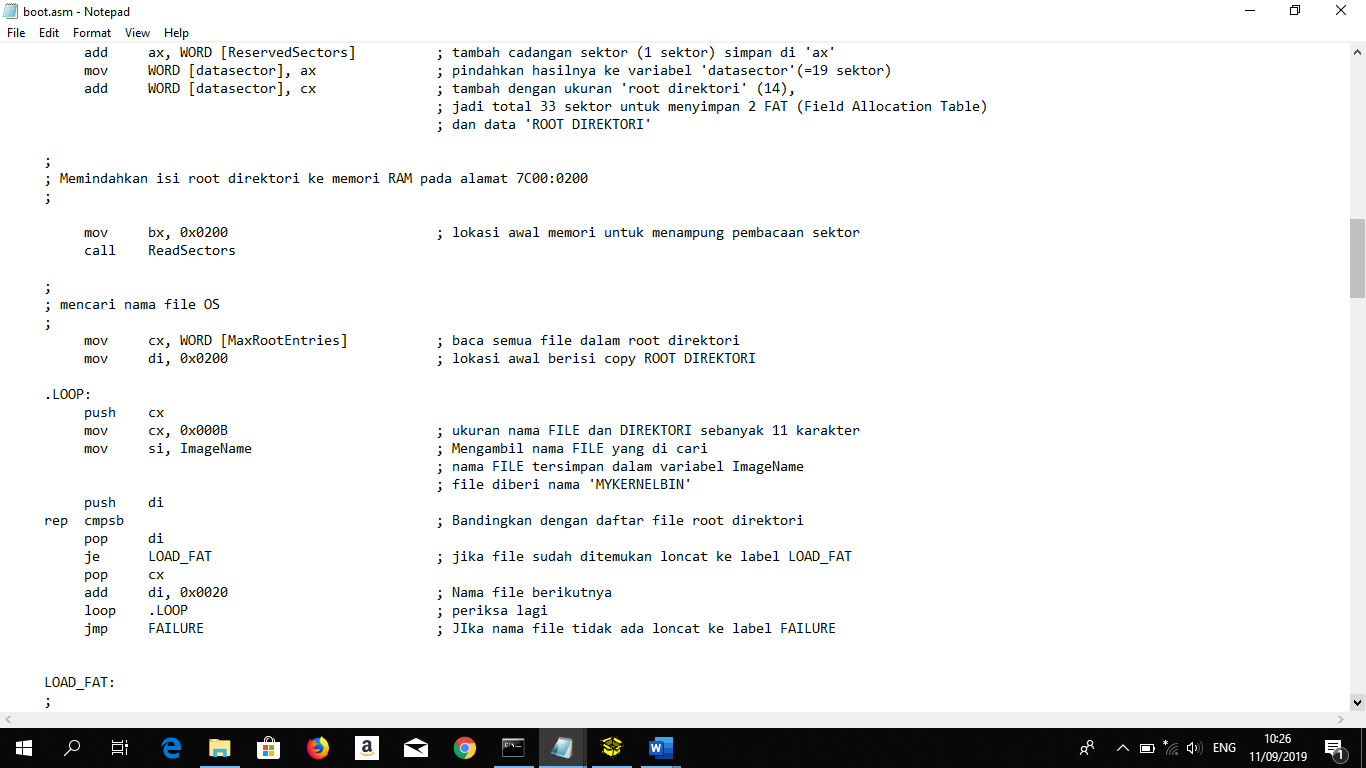 boot.asm - Notepad
File Edit Format View Help
add ax, WORD [ReservedSectors] ; tambah cadangan sektor (1 sektor) simpan di 'ax'
mov WORD [datasector], ax ; pindahkan hasilnya ke variabel 'datasector'(=19 sektor)
add WORD [datasector], cx ; tambah dengan ukuran 'root direktori' (14),
; jadi total 33 sektor untuk menyimpan 2 FAT (Field Allocation Table)
; dan data 'ROOT DIREKTORI'
;
; Memindahkan isi root direktori ke memori RAM pada alamat 7C00:0200
;
mov bx, 0x0200 ; lokasi awal memori untuk menampung pembacaan sektor
call ReadSectors
;
; mencari nama file OS
;
mov cx, WORD [MaxRootEntries] ; baca semua file dalam root direktori
mov di, 0x0200 ; lokasi awal berisi copy ROOT DIREKTORI
.LOOP:
push cx
mov cx, 0x000B ; ukuran nama FILE dan DIREKTORI sebanyak 11 karakter
mov si, ImageName ; Mengambil nama FILE yang di cari
; nama FILE tersimpan dalam variabel ImageName
; file diberi nama 'MYKERNELBIN'
push di
rep cmpsb ; Bandingkan dengan daftar file root direktori
pop di
je LOAD_FAT ; jika file sudah ditemukan loncat ke label LOAD_FAT
pop cx
add di, 0x0020 ; Nama file berikutnya
loop .LOOP ; periksa lagi
jmp FAILURE ; JIka nama file tidak ada loncat ke label FAILURE
LOAD_FAT:
;
ENG
10:26
11/09/2019
1